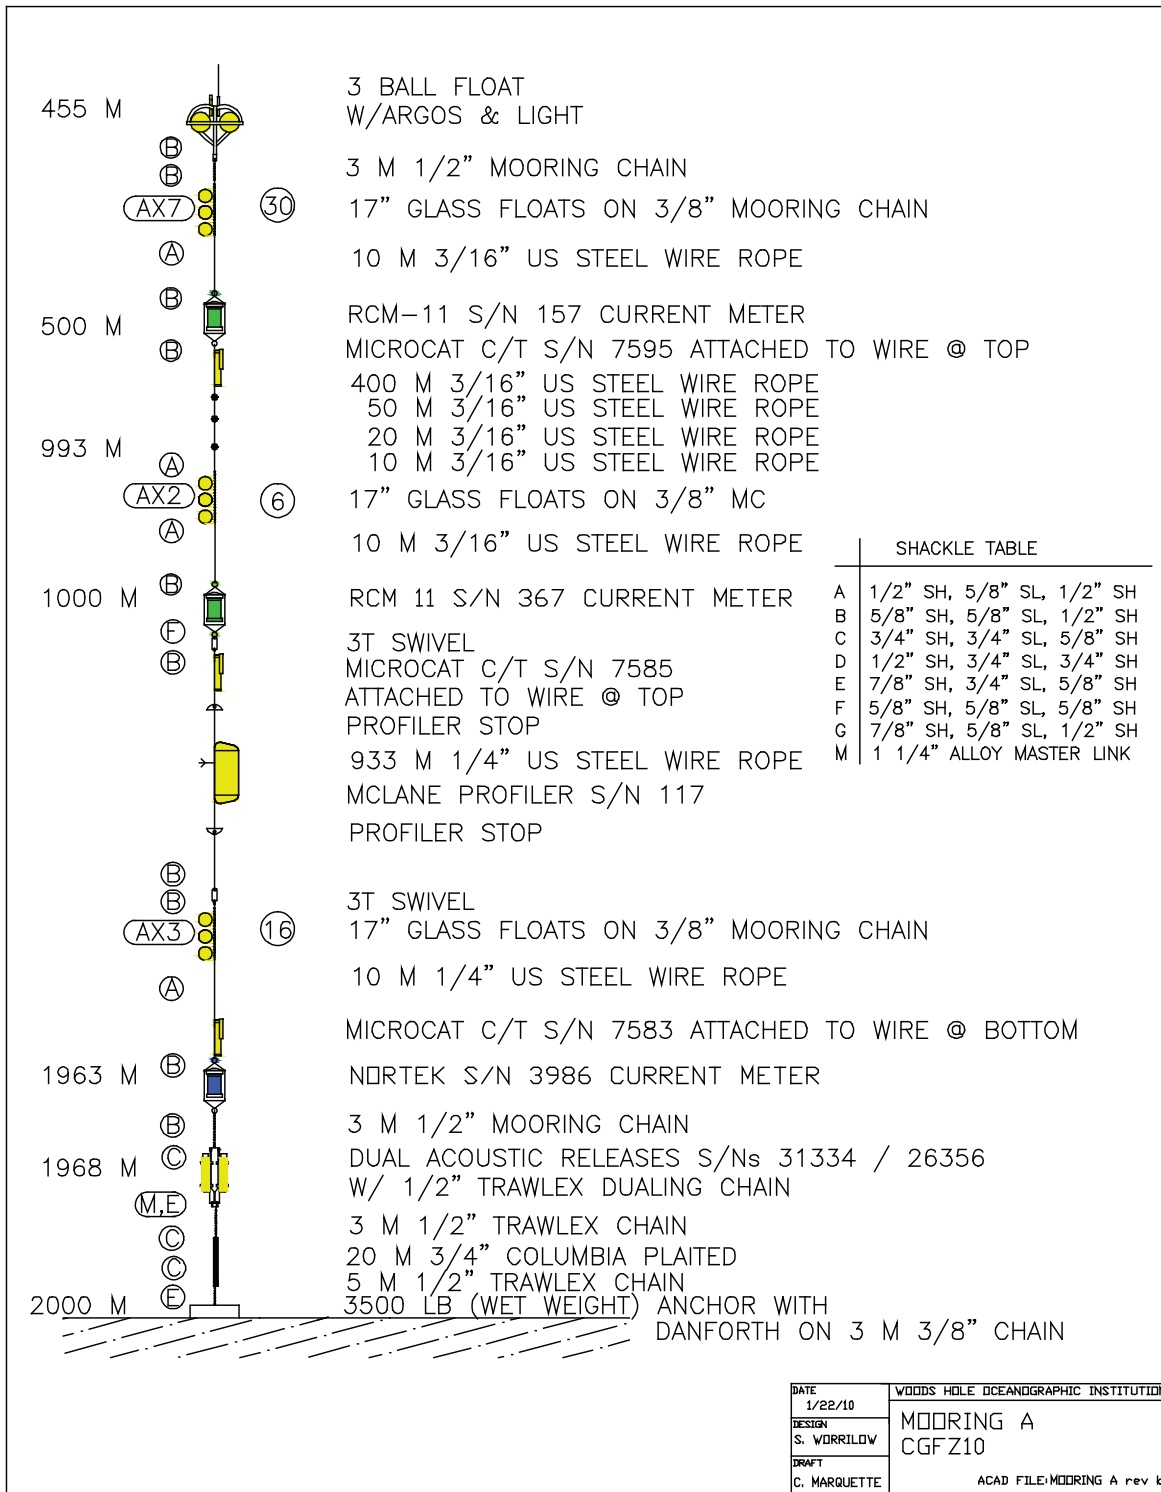 455 M
3 BALL FLOAT
W/ARGOS & LIGHT
B
B
3 M 1/2" MOORING CHAIN
AX7
30
17" GLASS FLOATS ON 3/8" MOORING CHAIN
A
10 M 3/16" US STEEL WIRE ROPE
B
500 M
RCM-11 S/N 157 CURRENT METER
B
MICROCAT C/T S/N 7595 ATTACHED TO WIRE @ TOP
400 M 3/16" US STEEL WIRE ROPE
50 M 3/16" US STEEL WIRE ROPE
993 M
20 M 3/16" US STEEL WIRE ROPE
A
10 M 3/16" US STEEL WIRE ROPE
AX2
6
17" GLASS FLOATS ON 3/8" MC
A
10 M 3/16" US STEEL WIRE ROPE
B
1000 M
RCM 11 S/N 367 CURRENT METER
F
3T SWIVEL
B
MICROCAT C/T S/N 7585
ATTACHED TO WIRE @ TOP
PROFILER STOP
933 M 1/4" US STEEL WIRE ROPE
MCLANE PROFILER S/N 117
PROFILER STOP
B
B
3T SWIVEL
AX3
16
17" GLASS FLOATS ON 3/8" MOORING CHAIN
A
10 M 1/4" US STEEL WIRE ROPE
MICROCAT C/T S/N 7583 ATTACHED TO WIRE @ BOTTOM
B
1963 M
NORTEK S/N 3986 CURRENT METER
B
3 M 1/2" MOORING CHAIN
C
1968 M
DUAL ACOUSTIC RELEASES S/Ns 31334 / 26356
W/ 1/2" TRAWLEX DUALING CHAIN
M,E
3 M 1/2" TRAWLEX CHAIN
C
20 M 3/4" COLUMBIA PLAITED
C
5 M 1/2" TRAWLEX CHAIN
E
2000 M
3500 LB (WET WEIGHT) ANCHOR WITH
DANFORTH ON 3 M 3/8" CHAIN
SHACKLE TABLE
A 1/2" SH, 5/8" SL, 1/2" SH
B 5/8" SH, 5/8" SL, 1/2" SH
C 3/4" SH, 3/4" SL, 5/8" SH
D 1/2" SH, 3/4" SL, 3/4" SH
E 7/8" SH, 3/4" SL, 5/8" SH
F 5/8" SH, 5/8" SL, 5/8" SH
G 7/8" SH, 5/8" SL, 1/2" SH
M 1 1/4" ALLOY MASTER LINK
DATE
1/22/10
DESIGN
S. WORRILOW
DRAFT
C. MARQUETTE
WOODS HOLE OCEANOGRAPHIC
MOORING A
CGFZ10
ACAD FILE:MOORING A rev